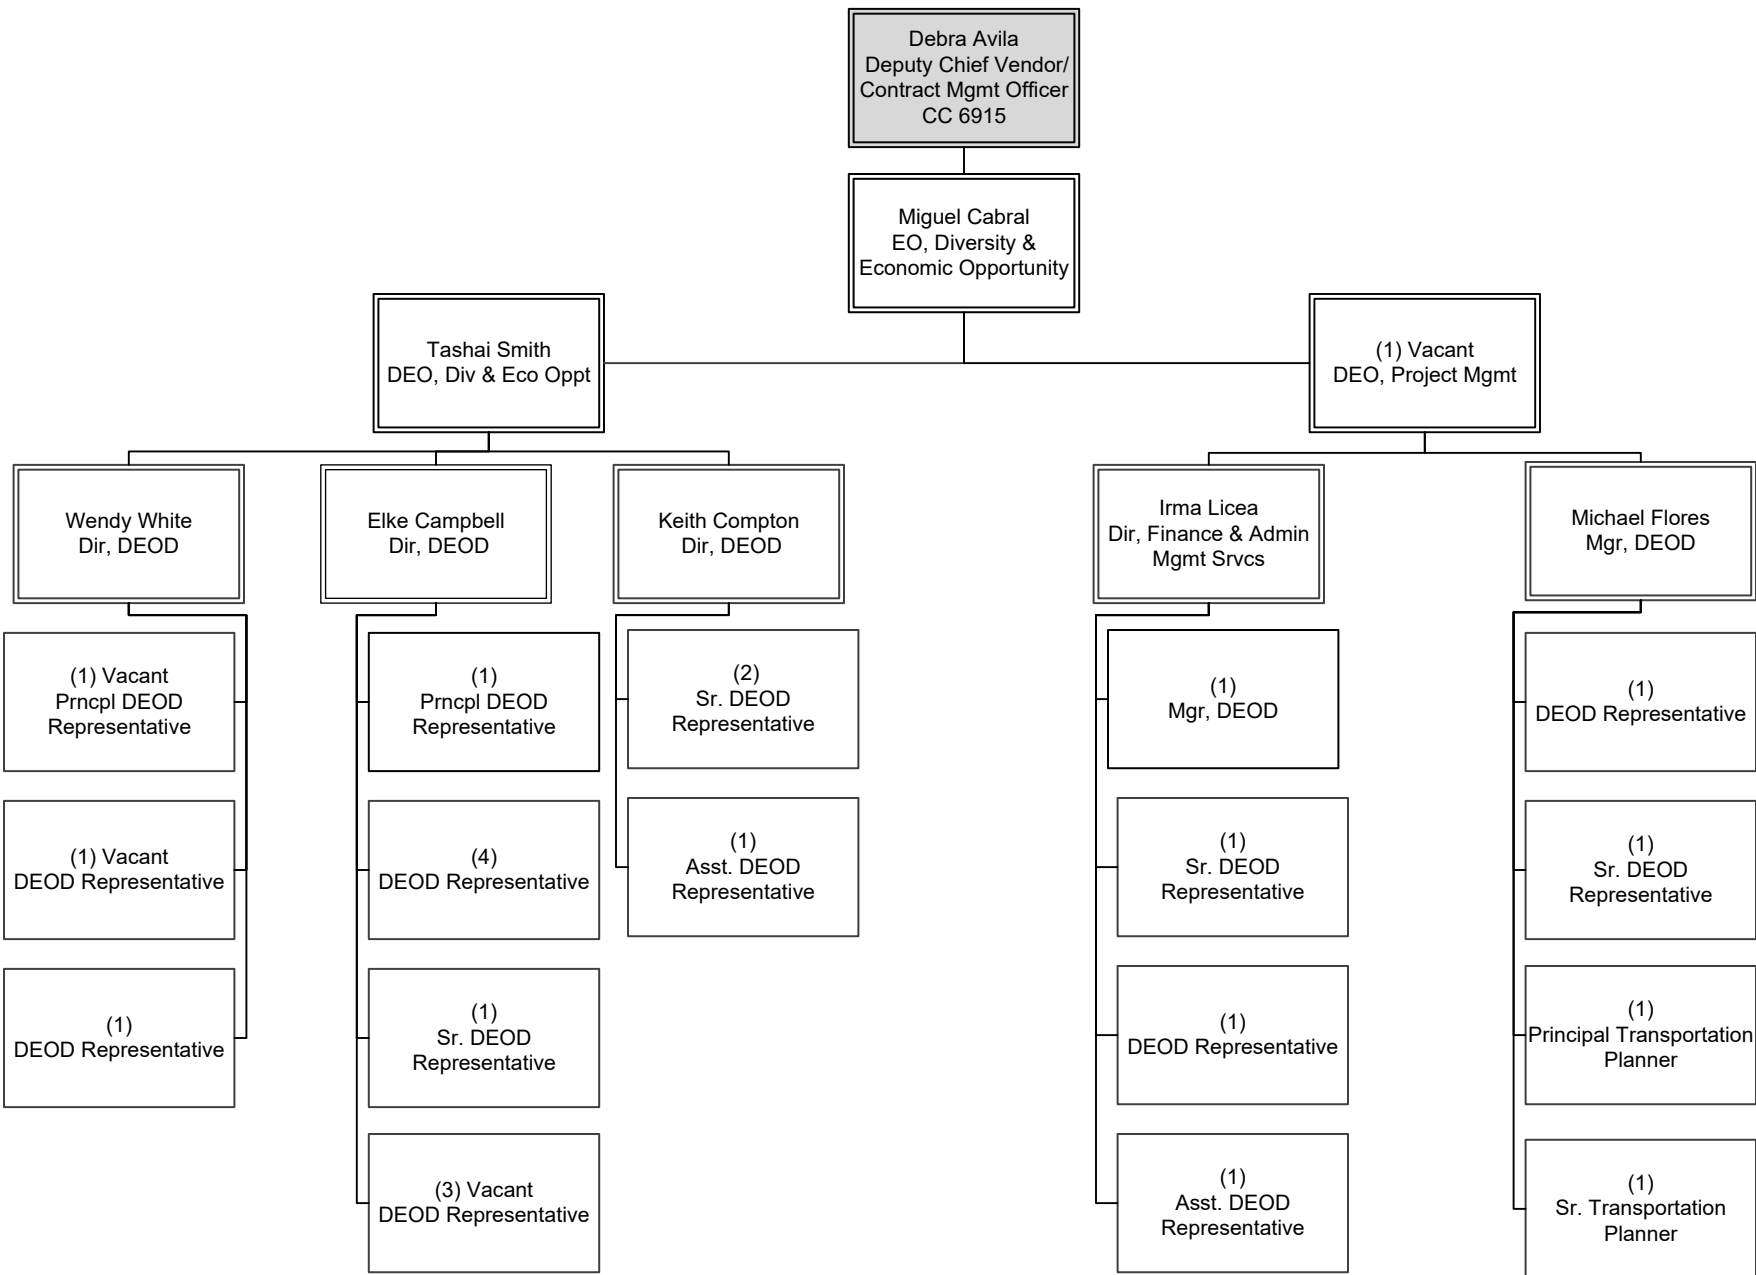 Debra Avila
Deputy Chief Vendor/
Contract Mgmt Officer
CC 6915
Miguel Cabral
EO, Diversity &
Economic Opportunity
Tashai Smith
DEO, Div & Eco Oppt
(1) Vacant
DEO, Project Mgmt
Wendy White
Dir, DEOD
Elke Campbell
Dir, DEOD
Keith Compton
Dir, DEOD
Irma Licea
Dir, Finance & Admin
Mgmt Srvcs
Michael Flores
Mgr, DEOD
(1) Vacant
Prncpl DEOD
Representative
(1)
Prncpl DEOD
Representative
(2)
Sr. DEOD
Representative
(1)
Mgr, DEOD
(1)
DEOD Representative
(1) Vacant
DEOD Representative
(4)
DEOD Representative
(1)
Asst. DEOD
Representative
(1)
Sr. DEOD
Representative
(1)
Sr. DEOD
Representative
(1)
DEOD Representative
(1)
Sr. DEOD
Representative
(1)
DEOD Representative
(1)
Principal Transportation
Planner
(3) Vacant
DEOD Representative
(1)
Asst. DEOD
Representative
(1)
Sr. Transportation
Planner